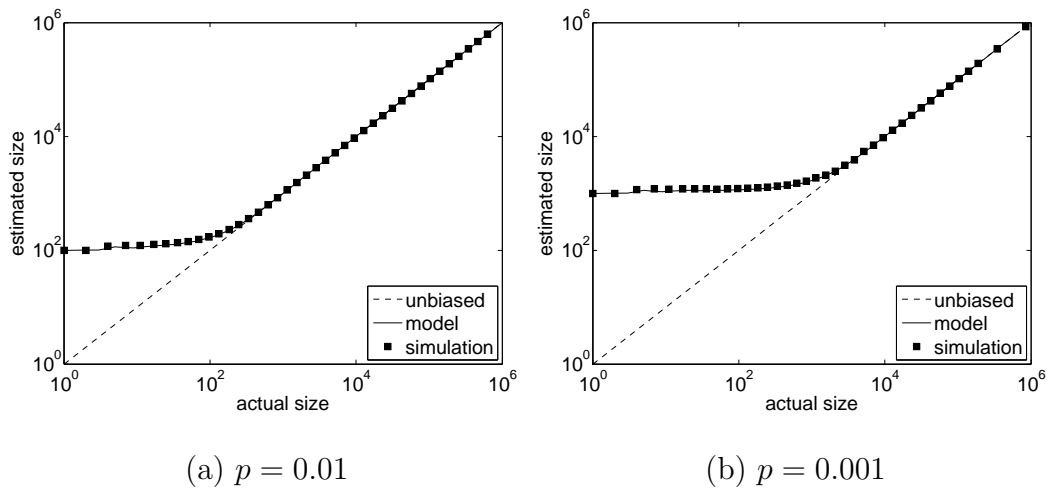 10^6
10^4
10^2
10^0
estimated size
unbiased
model
simulation
10^0 10^2 10^4 10^6
actual size
(a) p = 0.01
10^6
10^4
10^2
10^0
estimated size
unbiased
model
simulation
10^0 10^2 10^4 10^6
actual size
(b) p = 0.001